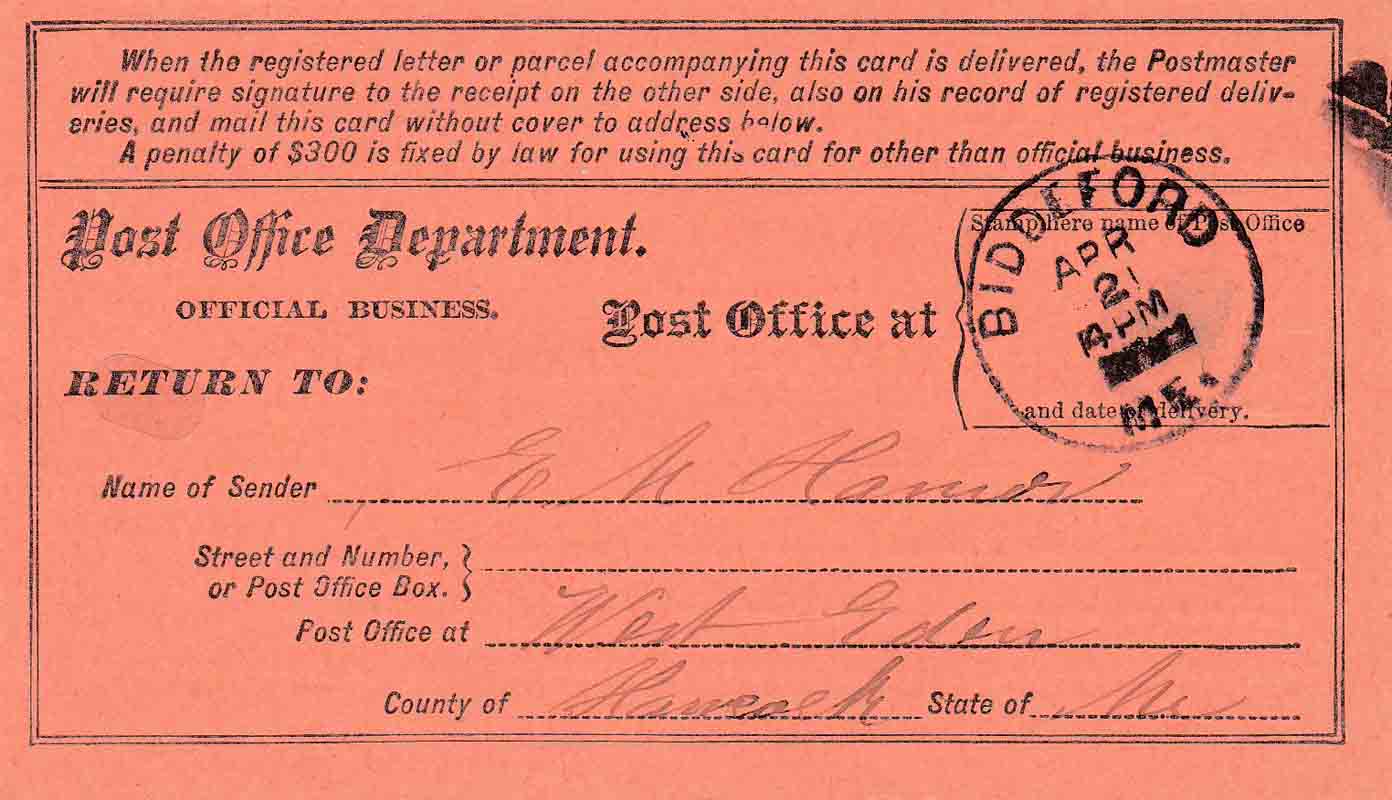 When the registered letter or parcel accompanying this card is delivered, the Postmaster
will require signature to the receipt on the other side, also on his record of registered deliv-
eries, and mail this card without cover to address below.
A penalty of $300 is fixed by law for using this card for other than official business.
Post Office Department.
OFFICIAL BUSINESS.
RETURN TO:
Post Office at
Stamp here name of Post Office
BIDDEFORD
APR
12
PM
ME.
and date of delivery.
Name of Sender E M Hamor
Street and Number,
or Post Office Box.
Post Office at West Eden
County of Hancock State of Me